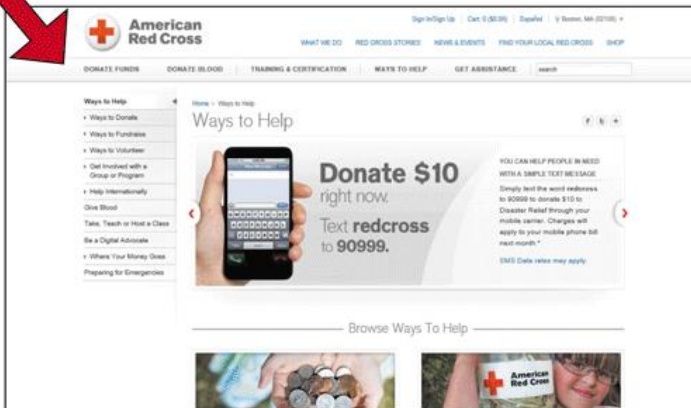 American
Red Cross
Sign In/Sign Up Cart: 0 ($0.00) Español Boston, MA (02108)
WHAT WE DO RED CROSS STORIES NEWS & EVENTS FIND YOUR LOCAL RED CROSS SHOP
DONATE FUNDS DONATE BLOOD TRAINING & CERTIFICATION WAYS TO HELP GET ASSISTANCE search
Ways to Help
Ways to Donate
Ways to Fundraise
Ways to Volunteer
Get Involved with a
Group or Program
Help Internationally
Give Blood
Take, Teach or Host a Class
Be a Digital Advocate
Where Your Money Goes
Preparing for Emergencies
Home > Ways to Help
Ways to Help
Donate $10
right now.
Text redcross
to 90999.
YOU CAN HELP PEOPLE IN NEED
WITH A SIMPLE TEXT MESSAGE
Simply text the word redcross
to 90999 to donate $10 to
Disaster Relief through your
mobile carrier. Charges will
apply to your mobile phone bill
next month.*
SMS Data rates may apply.
Browse Ways To Help
American
Red Cross